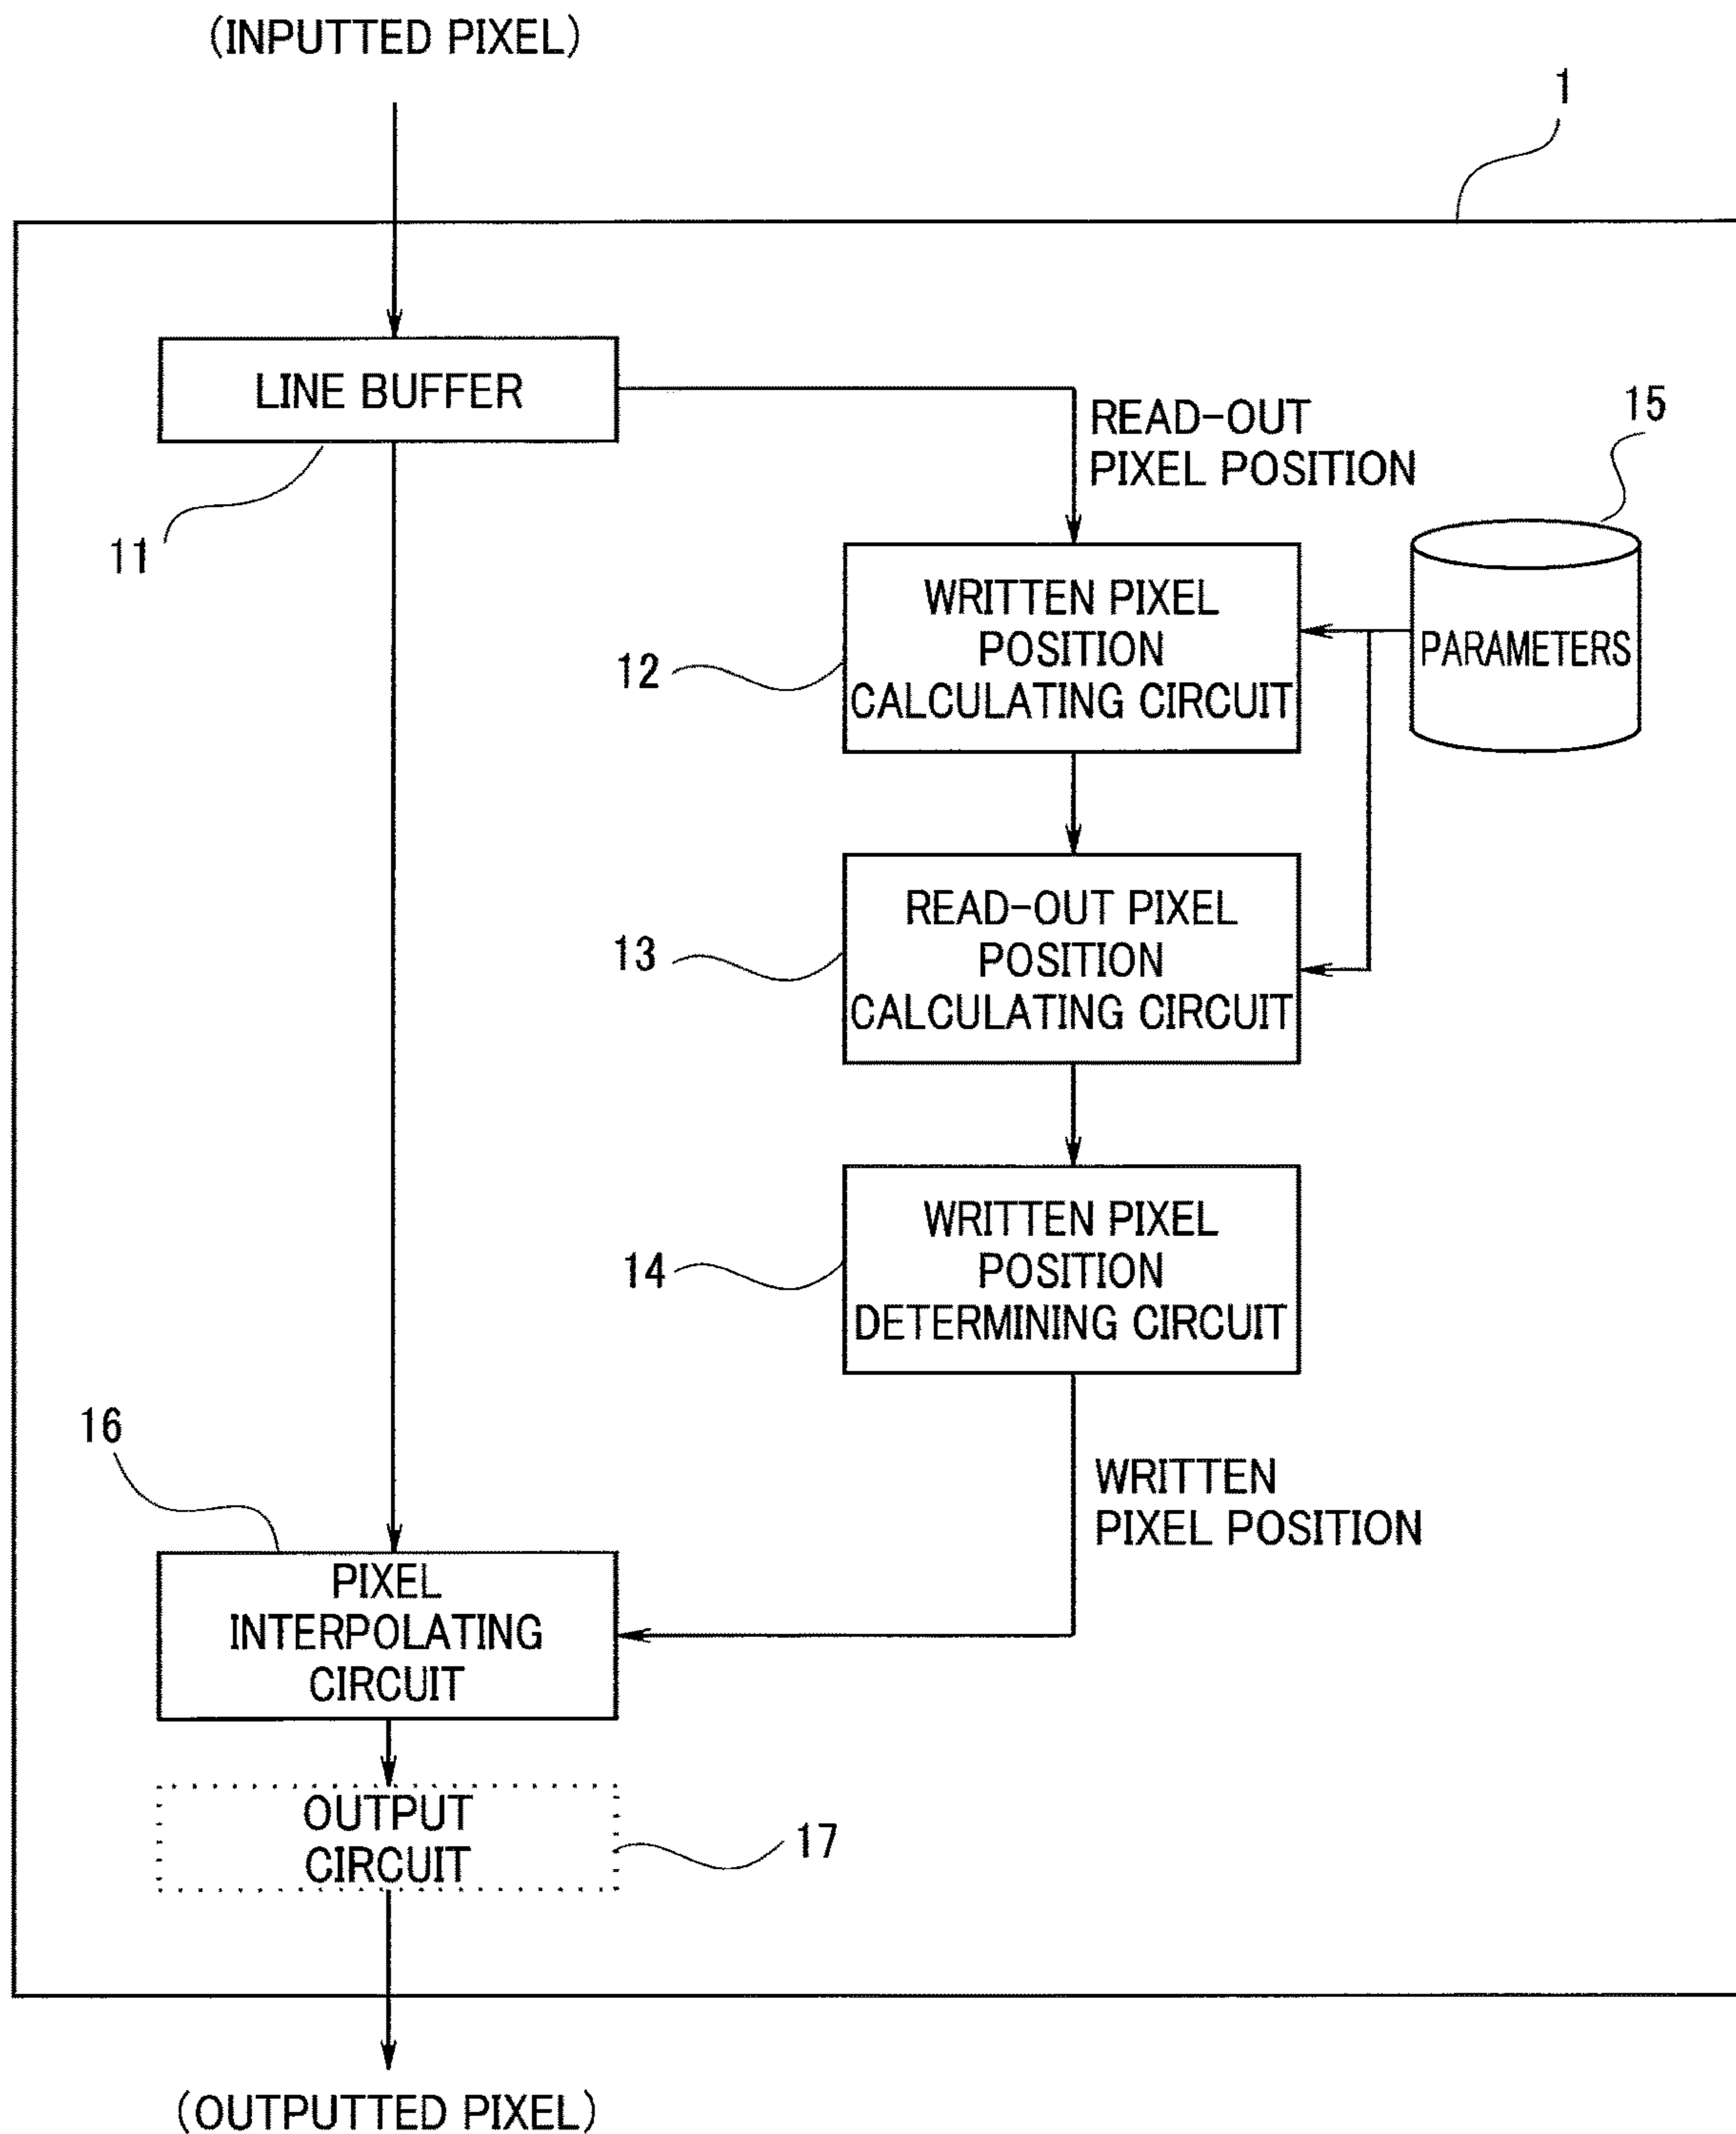 (INPUTTED PIXEL)
1
LINE BUFFER
11
READ-OUT
PIXEL POSITION
15
WRITTEN PIXEL
POSITION
CALCULATING CIRCUIT
12
PARAMETERS
READ-OUT PIXEL
POSITION
CALCULATING CIRCUIT
13
WRITTEN PIXEL
POSITION
DETERMINING CIRCUIT
14
WRITTEN
PIXEL POSITION
16
PIXEL
INTERPOLATING
CIRCUIT
OUTPUT
CIRCUIT
17
(OUTPUTTED PIXEL)